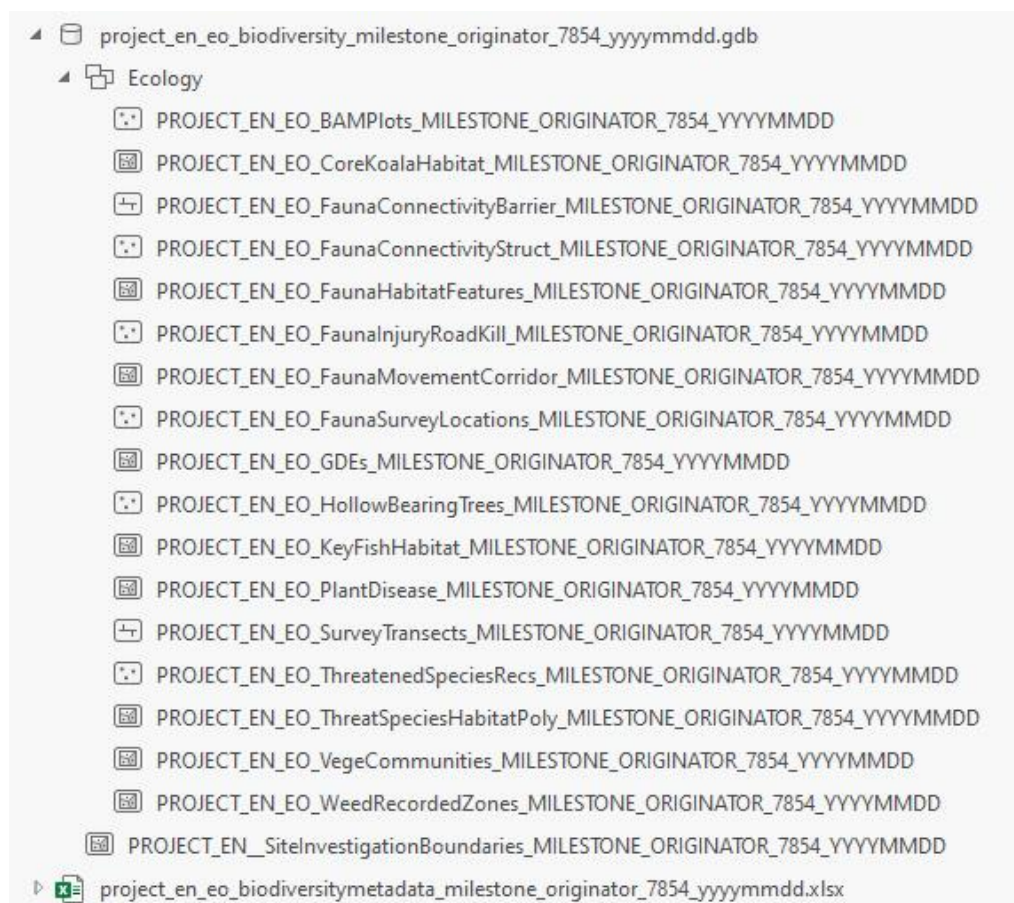 project_en_eo_biodiversity_milestone_originator_7854_yyyymmdd.gdb
Ecology
PROJECT_EN_EO_BAMPlots_MILESTONE_ORIGINATOR_7854_YYYYMMDD
PROJECT_EN_EO_CoreKoalaHabitat_MILESTONE_ORIGINATOR_7854_YYYYMMDD
PROJECT_EN_EO_FaunaConnectivityBarrier_MILESTONE_ORIGINATOR_7854_YYYYMMDD
PROJECT_EN_EO_FaunaConnectivityStruct_MILESTONE_ORIGINATOR_7854_YYYYMMDD
PROJECT_EN_EO_FaunaHabitatFeatures_MILESTONE_ORIGINATOR_7854_YYYYMMDD
PROJECT_EN_EO_FaunaInjuryRoadKill_MILESTONE_ORIGINATOR_7854_YYYYMMDD
PROJECT_EN_EO_FaunaMovementCorridor_MILESTONE_ORIGINATOR_7854_YYYYMMDD
PROJECT_EN_EO_FaunaSurveyLocations_MILESTONE_ORIGINATOR_7854_YYYYMMDD
PROJECT_EN_EO_GDEs_MILESTONE_ORIGINATOR_7854_YYYYMMDD
PROJECT_EN_EO_HollowBearingTrees_MILESTONE_ORIGINATOR_7854_YYYYMMDD
PROJECT_EN_EO_KeyFishHabitat_MILESTONE_ORIGINATOR_7854_YYYYMMDD
PROJECT_EN_EO_PlantDisease_MILESTONE_ORIGINATOR_7854_YYYYMMDD
PROJECT_EN_EO_SurveyTransects_MILESTONE_ORIGINATOR_7854_YYYYMMDD
PROJECT_EN_EO_ThreatenedSpeciesRecs_MILESTONE_ORIGINATOR_7854_YYYYMMDD
PROJECT_EN_EO_ThreatSpeciesHabitatPoly_MILESTONE_ORIGINATOR_7854_YYYYMMDD
PROJECT_EN_EO_VegeCommunities_MILESTONE_ORIGINATOR_7854_YYYYMMDD
PROJECT_EN_EO_WeedRecordedZones_MILESTONE_ORIGINATOR_7854_YYYYMMDD
PROJECT_EN__SiteInvestigationBoundaries_MILESTONE_ORIGINATOR_7854_YYYYMMDD
project_en_eo_biodiversitymetadata_milestone_originator_7854_yyyymmdd.xlsx